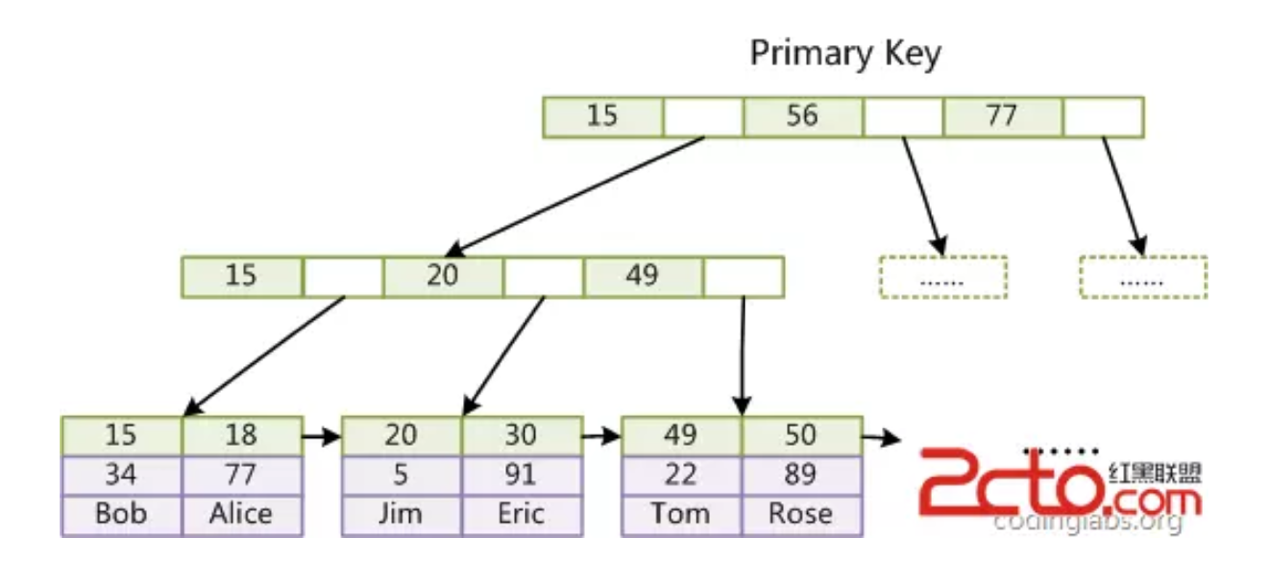 Primary Key
15 56 77
15 20 49
...... ......
15 18 20 30 49 50
34 77 5 91 22 89
Bob Alice Jim Eric Tom Rose
......
2cto.com 红黑联盟
codinglabs.org